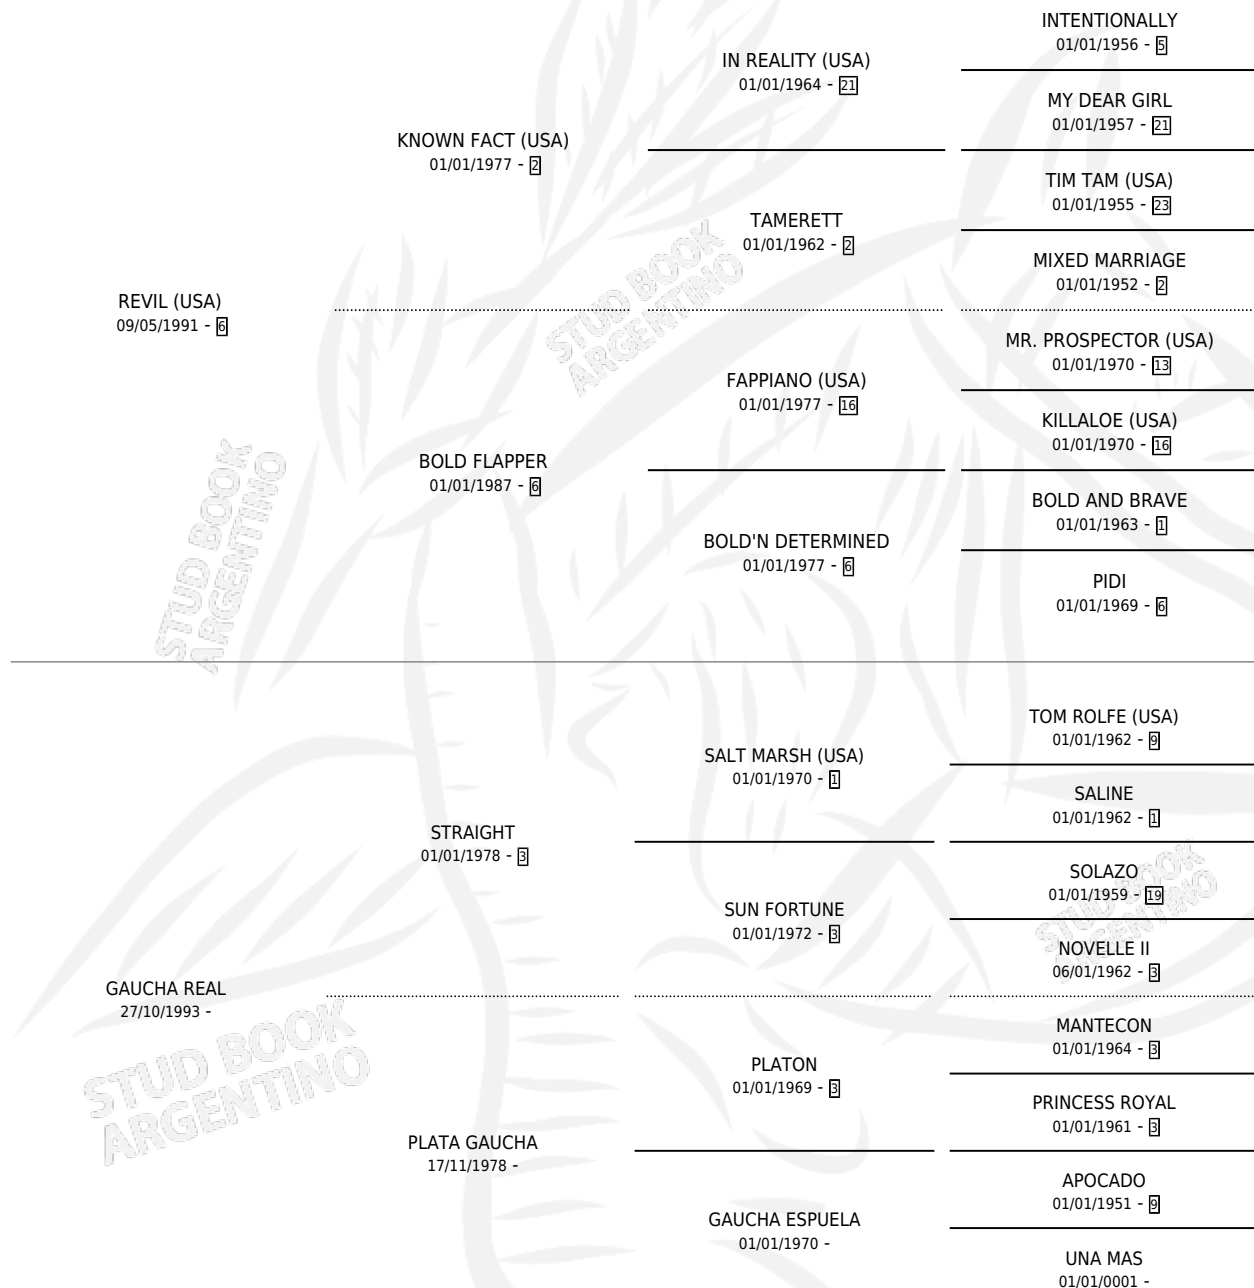 INTENTIONALLY
01/01/1956 - 5
IN REALITY (USA)
01/01/1964 - 21
MY DEAR GIRL
01/01/1957 - 21
KNOWN FACT (USA)
01/01/1977 - 2
TIM TAM (USA)
01/01/1955 - 23
TAMERETT
01/01/1962 - 2
MIXED MARRIAGE
01/01/1952 - 2
REVIL (USA)
09/05/1991 - 6
MR. PROSPECTOR (USA)
01/01/1970 - 13
FAPPIANO (USA)
01/01/1977 - 16
KILLALOE (USA)
01/01/1970 - 16
BOLD FLAPPER
01/01/1987 - 6
BOLD AND BRAVE
01/01/1963 - 1
BOLD'N DETERMINED
01/01/1977 - 6
PIDI
01/01/1969 - 6
TOM ROLFE (USA)
01/01/1962 - 9
SALT MARSH (USA)
01/01/1970 - 1
SALINE
01/01/1962 - 1
STRAIGHT
01/01/1978 - 3
SOLAZO
01/01/1959 - 19
SUN FORTUNE
01/01/1972 - 3
NOVELLE II
06/01/1962 - 3
GAUCHA REAL
27/10/1993 -
MANTECON
01/01/1964 - 3
PLATON
01/01/1969 - 3
PRINCESS ROYAL
01/01/1961 - 3
PLATA GAUCHA
17/11/1978 -
APOCADO
01/01/1951 - 9
GAUCHA ESPUELA
01/01/1970 -
UNA MAS
01/01/0001 -
STUD BOOK
ARGENTINO
STUD BOOK
ARGENTINO
STUD BOOK
ARGENTINO
STUD BOOK
ARGENTINO